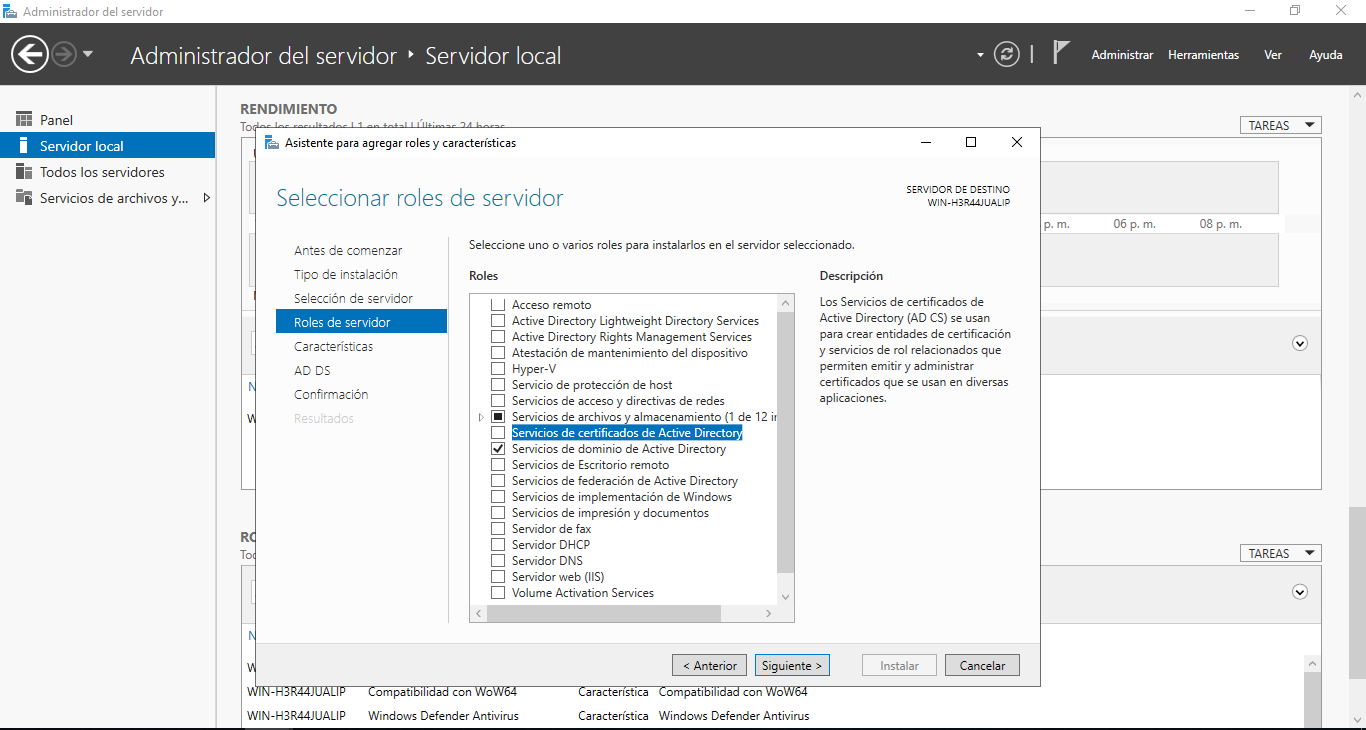 Administrador del servidor
Administrador del servidor ‣ Servidor local
Administrar Herramientas Ver Ayuda
Panel
Servidor local
Todos los servidores
Servicios de archivos y...
RENDIMIENTO
Todos los resultados | 1 en total | Últimas 24 horas
TAREAS
p. m. 06 p. m. 08 p. m.
Asistente para agregar roles y características
Seleccionar roles de servidor
SERVIDOR DE DESTINO
WIN-H3R44JUALIP
Antes de comenzar
Tipo de instalación
Selección de servidor
Roles de servidor
Características
AD DS
Confirmación
Resultados
Seleccione uno o varios roles para instalarlos en el servidor seleccionado.
Roles
Acceso remoto
Active Directory Lightweight Directory Services
Active Directory Rights Management Services
Atestación de mantenimiento del dispositivo
Hyper-V
Servicio de protección de host
Servicios de acceso y directivas de redes
Servicios de archivos y almacenamiento (1 de 12 in
Servicios de certificados de Active Directory
Servicios de dominio de Active Directory
Servicios de Escritorio remoto
Servicios de federación de Active Directory
Servicios de implementación de Windows
Servicios de impresión y documentos
Servidor de fax
Servidor DHCP
Servidor DNS
Servidor web (IIS)
Volume Activation Services
Descripción
Los Servicios de certificados de
Active Directory (AD CS) se usan
para crear entidades de certificación
y servicios de rol relacionados que
permiten emitir y administrar
certificados que se usan en diversas
aplicaciones.
< Anterior Siguiente > Instalar Cancelar
TAREAS
WIN-H3R44JUALIP Compatibilidad con WoW64 Característica Compatibilidad con WoW64
WIN-H3R44JUALIP Windows Defender Antivirus Característica Windows Defender Antivirus